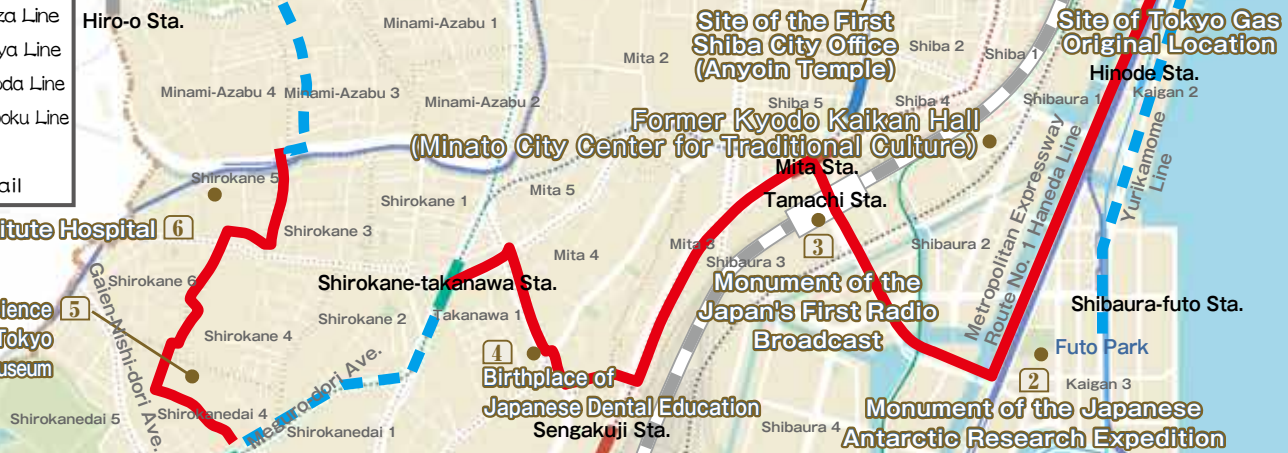 za Line
ya Line
oda Line
boku Line
ail
Hiro-o Sta.
Minami-Azabu 1
Minami-Azabu 4
Minami-Azabu 3
Minami-Azabu 2
Mita 2
Site of the First
Shiba City Office
(Anyoin Temple)
Shiba 2
Shiba 1
Site of Tokyo Gas
Original Location
Hinode Sta.
Kaigan 2
Shibaura 1
Shiba 5
Shiba 4
Former Kyodo Kaikan Hall
(Minato City Center for Traditional Culture)
Mita Sta.
Tamachi Sta.
3
Monument of the
Japan's First Radio
Broadcast
Metropolitan Expressway
Route No. 1 Haneda Line
Yurikamome
Line
Shirokane 5
Shirokane 1
Mita 5
Shirokane 3
itute Hospital 6
Gaien-Nishi-dori Ave.
Shirokane 6
Mita 4
Mita 3
Shibaura 3
Shibaura 2
Shirokane-takanawa Sta.
ience 5
Tokyo
useum
Shirokane 4
Shirokane 2
Takanawa 1
Shibaura-futo Sta.
Futo Park
2
Kaigan 3
Monument of the Japanese
Antarctic Research Expedition
4
Birthplace of
Japanese Dental Education
Sengakuji Sta.
Shibaura 4
Meguro-dori Ave.
Shirokanedai 5
Shirokanedai 4
Shirokanedai 1